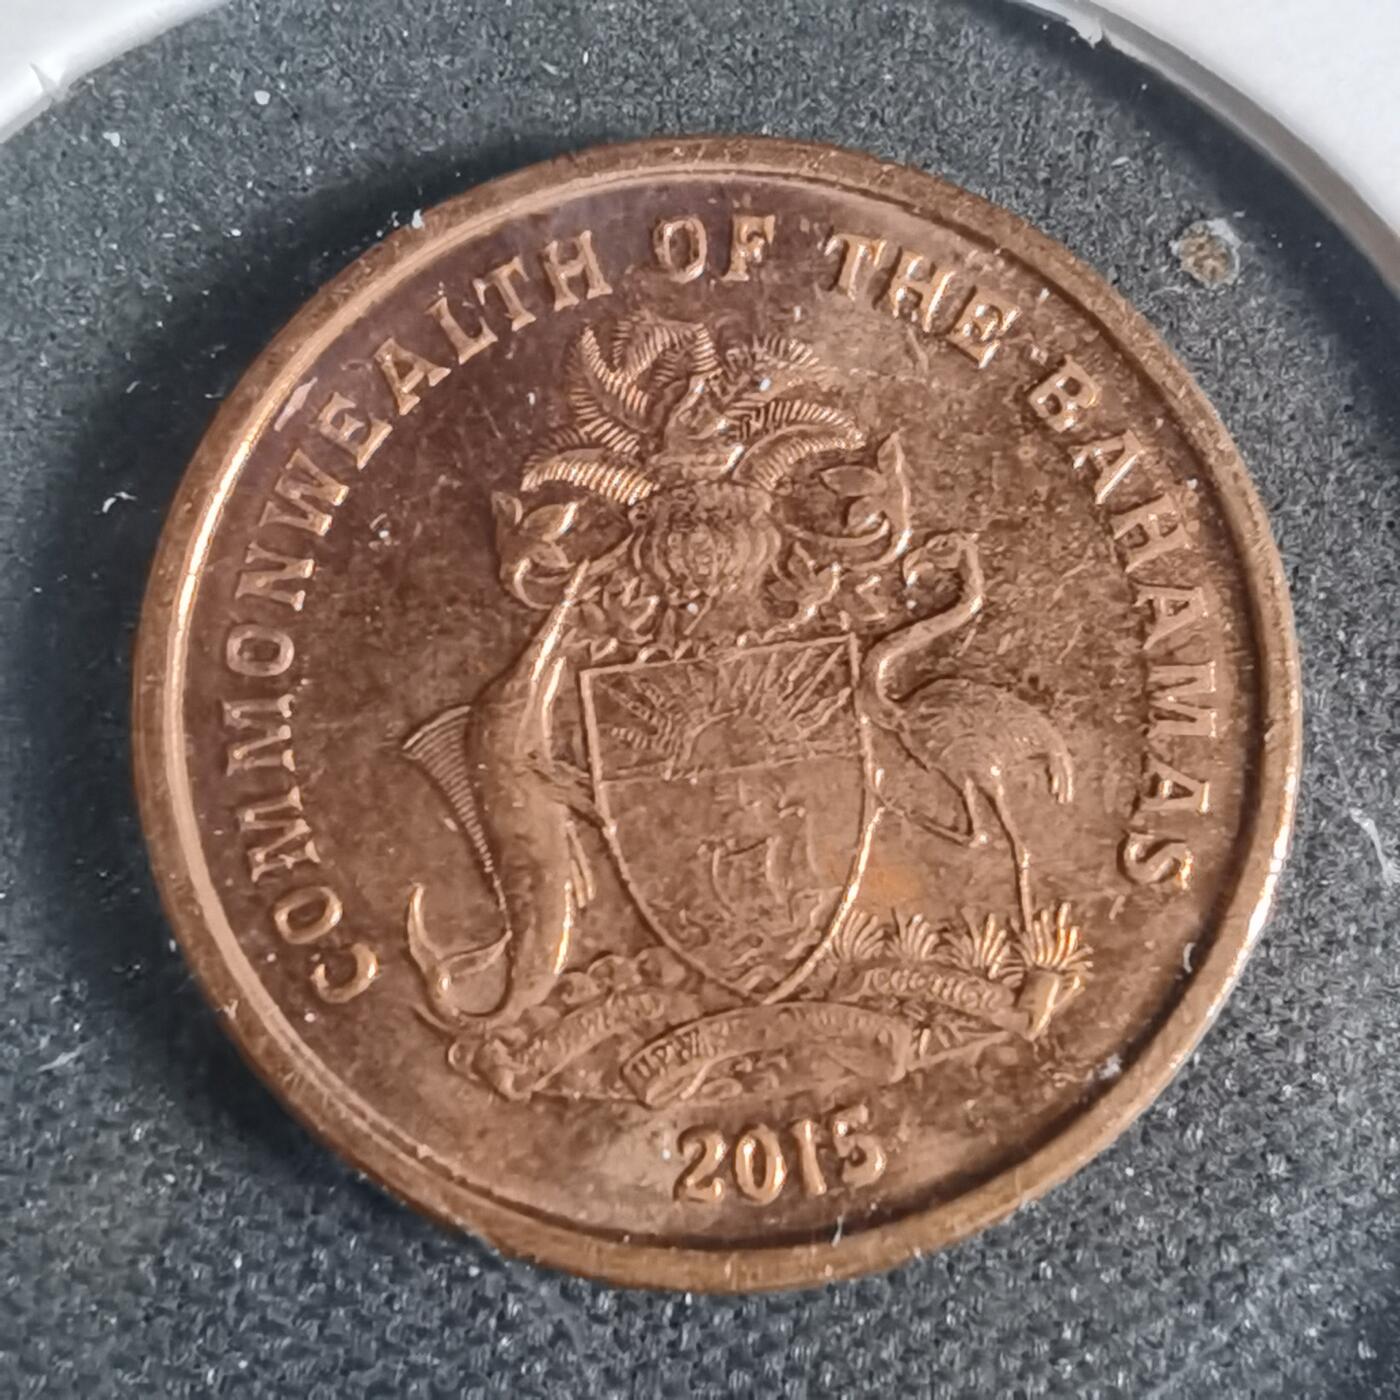 COMMONWEALTH OF THE BAHAMAS
2015